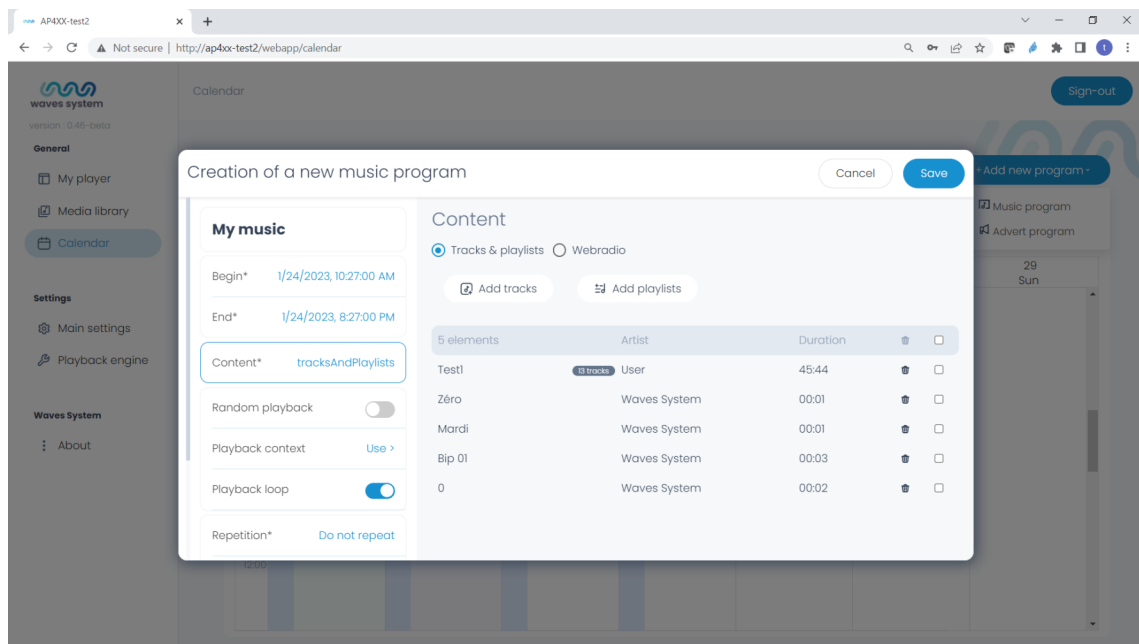 AP4XX-test2
Not secure | http://ap4xx-test2/webapp/calendar
t
waves system
version : 0.46-beta
General
My player
Media library
Calendar
Settings
Main settings
Playback engine
Waves System
About
Calendar
Sign-out
- Add new program -
Music program
Advert program
29
Sun
Creation of a new music program
Cancel
Save
My music
Begin* 1/24/2023, 10:27:00 AM
End* 1/24/2023, 8:27:00 PM
Content* tracksAndPlaylists
Random playback
Playback context Use >
Playback loop
Repetition* Do not repeat
Content
Tracks & playlists Webradio
Add tracks Add playlists
5 elements Artist Duration
Test1 13 tracks User 45:44
Zéro Waves System 00:01
Mardi Waves System 00:01
Bip 01 Waves System 00:03
0 Waves System 00:02
12:00